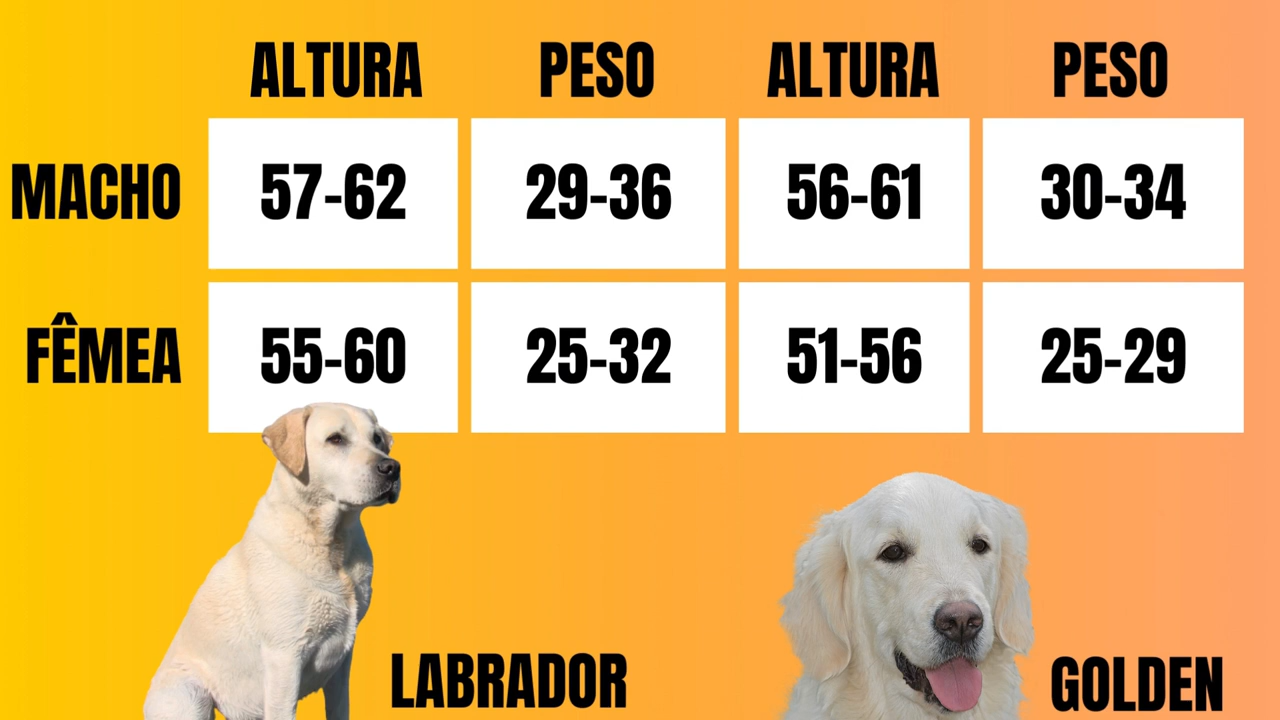 ALTURA PESO ALTURA PESO
MACHO 57-62 29-36 56-61 30-34
FÊMEA 55-60 25-32 51-56 25-29
LABRADOR GOLDEN